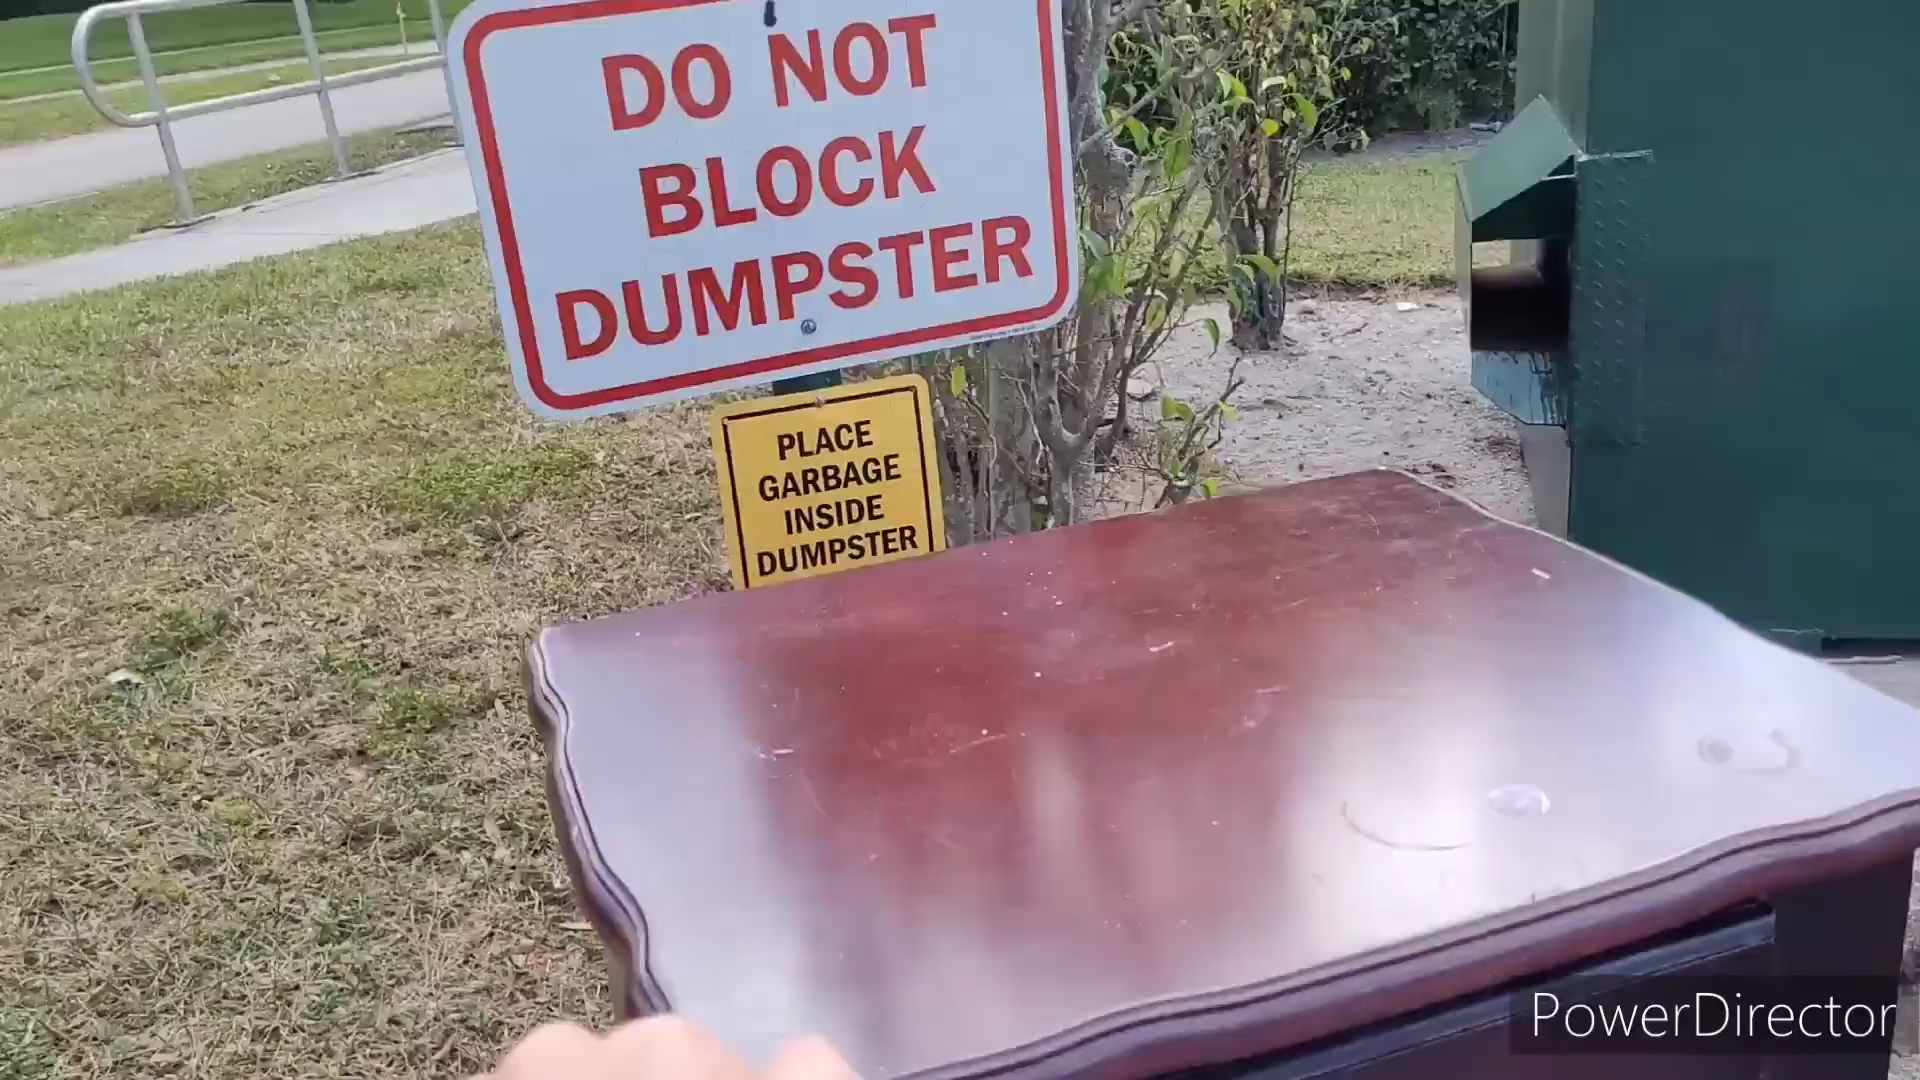 DO NOT
BLOCK
DUMPSTER
PLACE
GARBAGE
INSIDE
DUMPSTER
PowerDirector